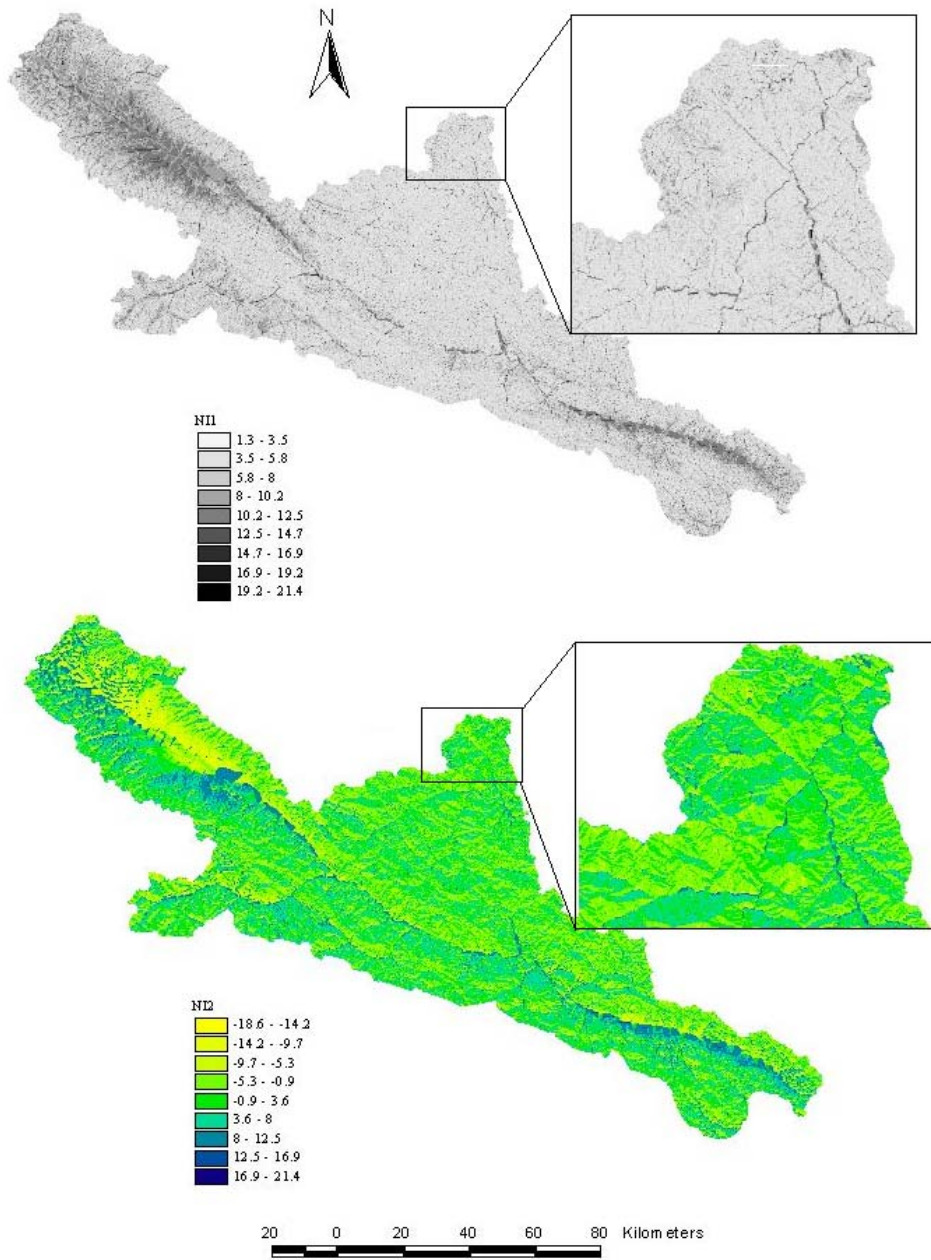 N
NI1
1.3 - 3.5
3.5 - 5.8
5.8 - 8
8 - 10.2
10.2 - 12.5
12.5 - 14.7
14.7 - 16.9
16.9 - 19.2
19.2 - 21.4
NI2
-18.6 - -14.2
-14.2 - -9.7
-9.7 - -5.3
-5.3 - -0.9
-0.9 - 3.6
3.6 - 8
8 - 12.5
12.5 - 16.9
16.9 - 21.4
20 0 20 40 60 80 Kilometers